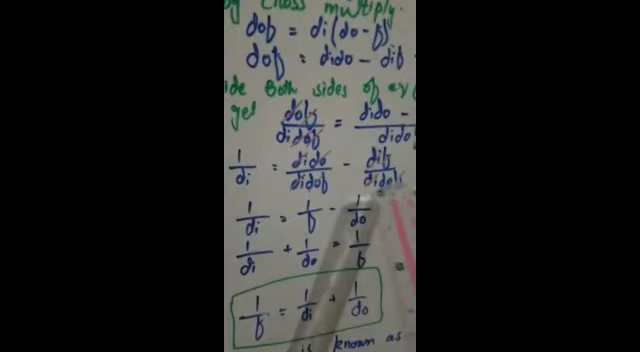 by cross multiply.
dof = di(do - f)
dof = dido - dif
ide Both sides of
get dof/didof = dido -/dido
1/di = dido/didof - dif/didof
1/di = 1/f - 1/do
1/di + 1/do = 1/f
1/f = 1/di + 1/do
is known as